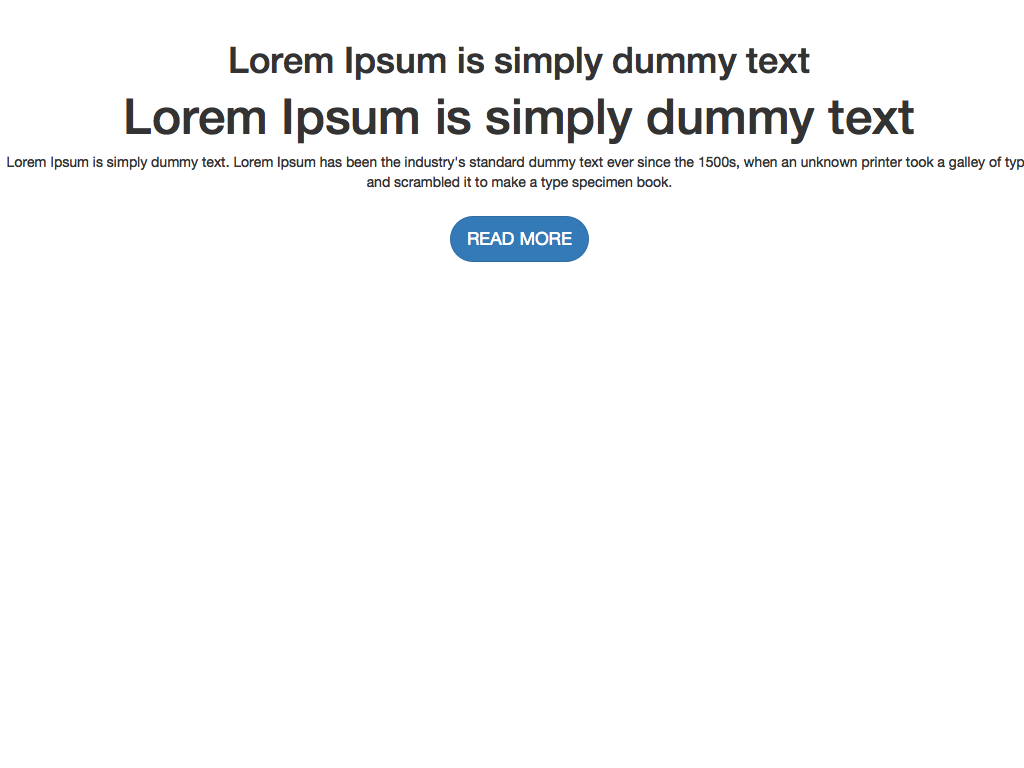 Lorem Ipsum is simply dummy text
Lorem Ipsum is simply dummy text
Lorem Ipsum is simply dummy text. Lorem Ipsum has been the industry's standard dummy text ever since the 1500s, when an unknown printer took a galley of typ
and scrambled it to make a type specimen book.
READ MORE